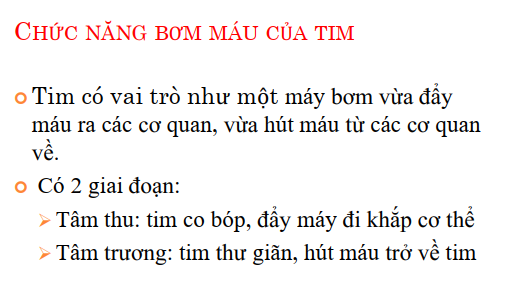 CHỨC NĂNG BƠM MÁU CỦA TIM
Tim có vai trò như một máy bơm vừa đẩy
máu ra các cơ quan, vừa hút máu từ các cơ quan
về.
Có 2 giai đoạn:
Tâm thu: tim co bóp, đẩy máy đi khắp cơ thể
Tâm trương: tim thư giãn, hút máu trở về tim